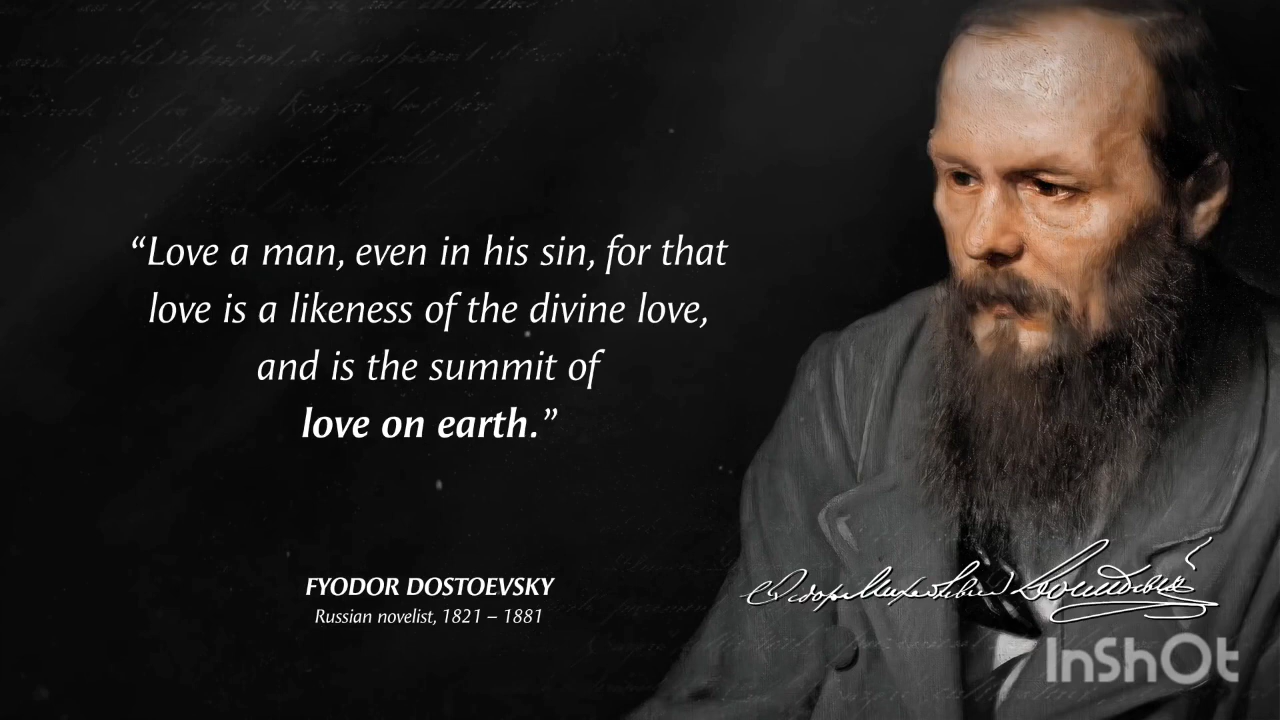 “Love a man, even in his sin, for that
love is a likeness of the divine love,
and is the summit of
love on earth.”
FYODOR DOSTOEVSKY
Russian novelist, 1821 – 1881
InShOt